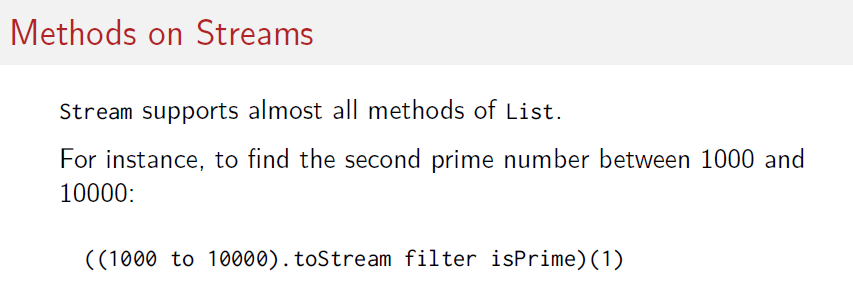 Methods on Streams
Stream supports almost all methods of List.
For instance, to find the second prime number between 1000 and
10000:
((1000 to 10000).toStream filter isPrime)(1)